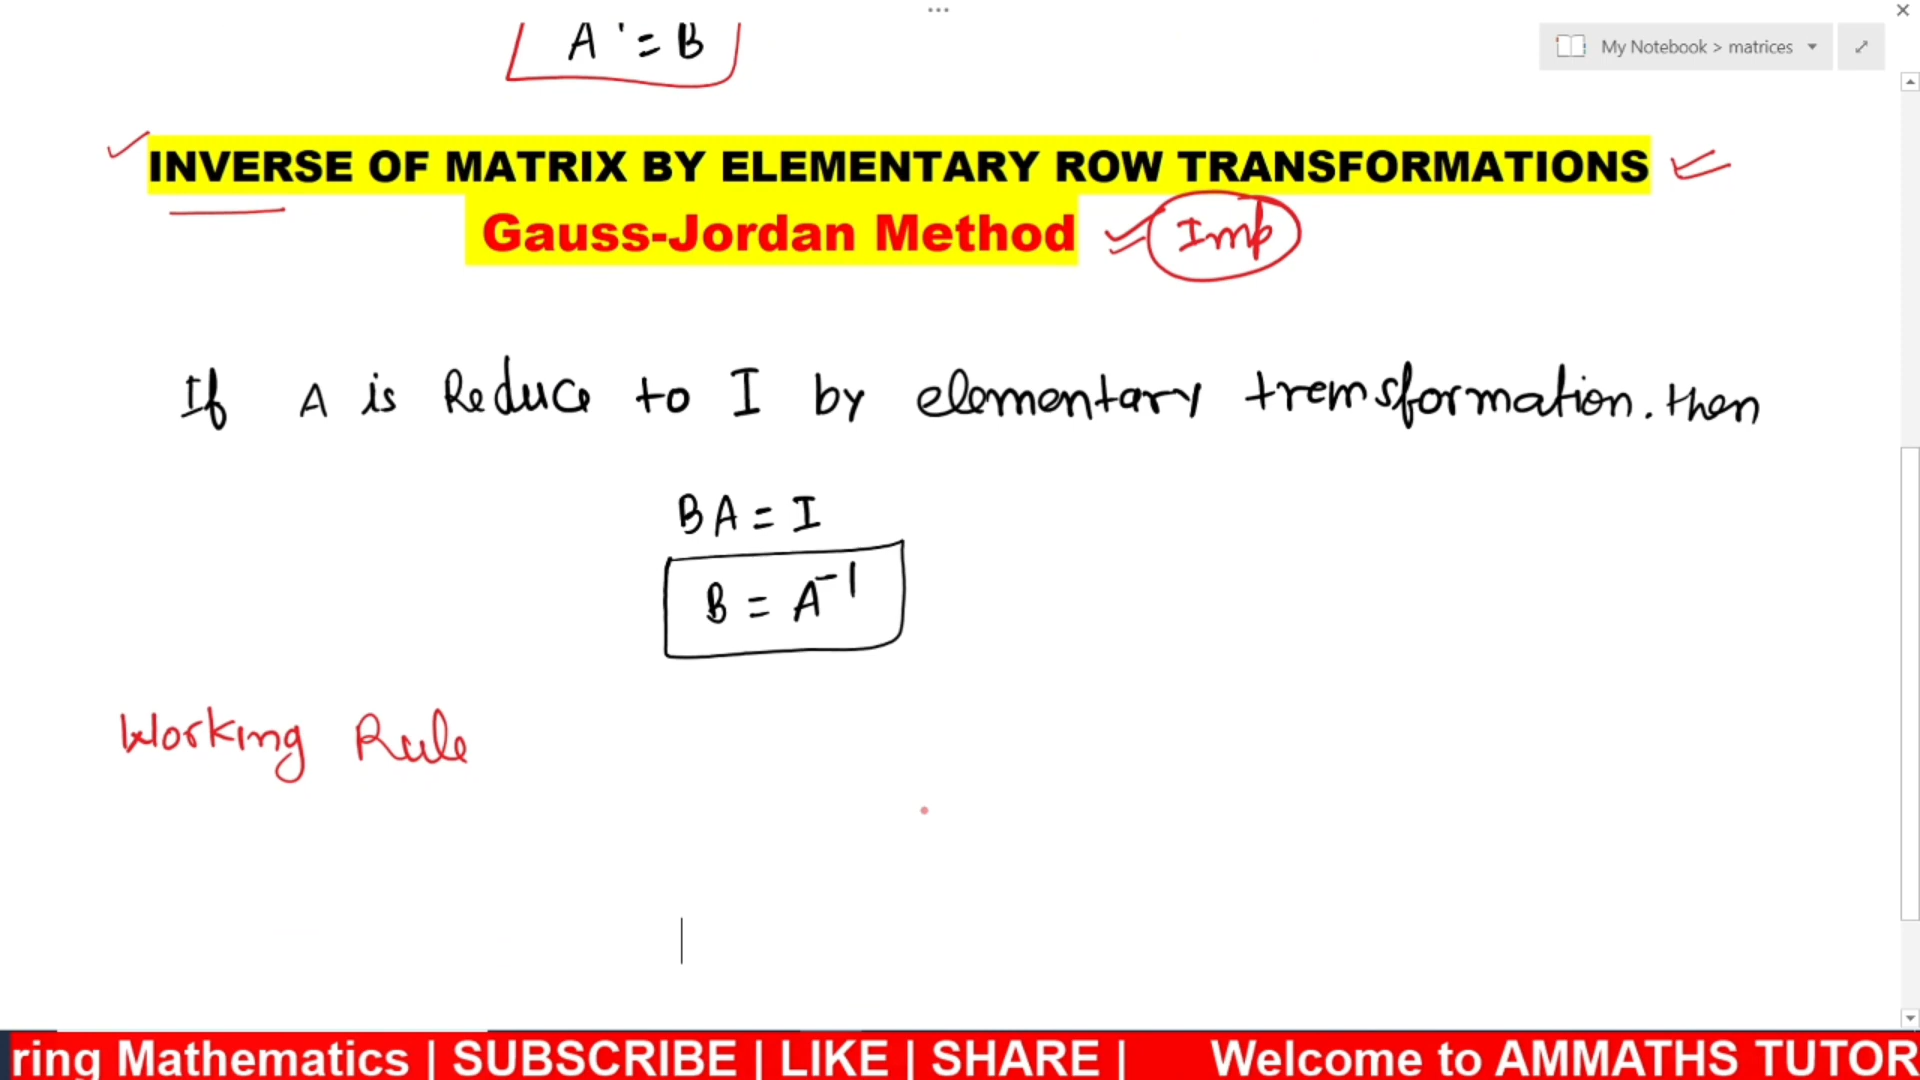 A' = B
My Notebook > matrices
INVERSE OF MATRIX BY ELEMENTARY ROW TRANSFORMATIONS
Gauss-Jordan Method Imp
If A is Reduce to I by elementary transformation. then
BA = I
B = A⁻¹
Working Rule
ring Mathematics | SUBSCRIBE | LIKE | SHARE | Welcome to AMMATHS TUTOR